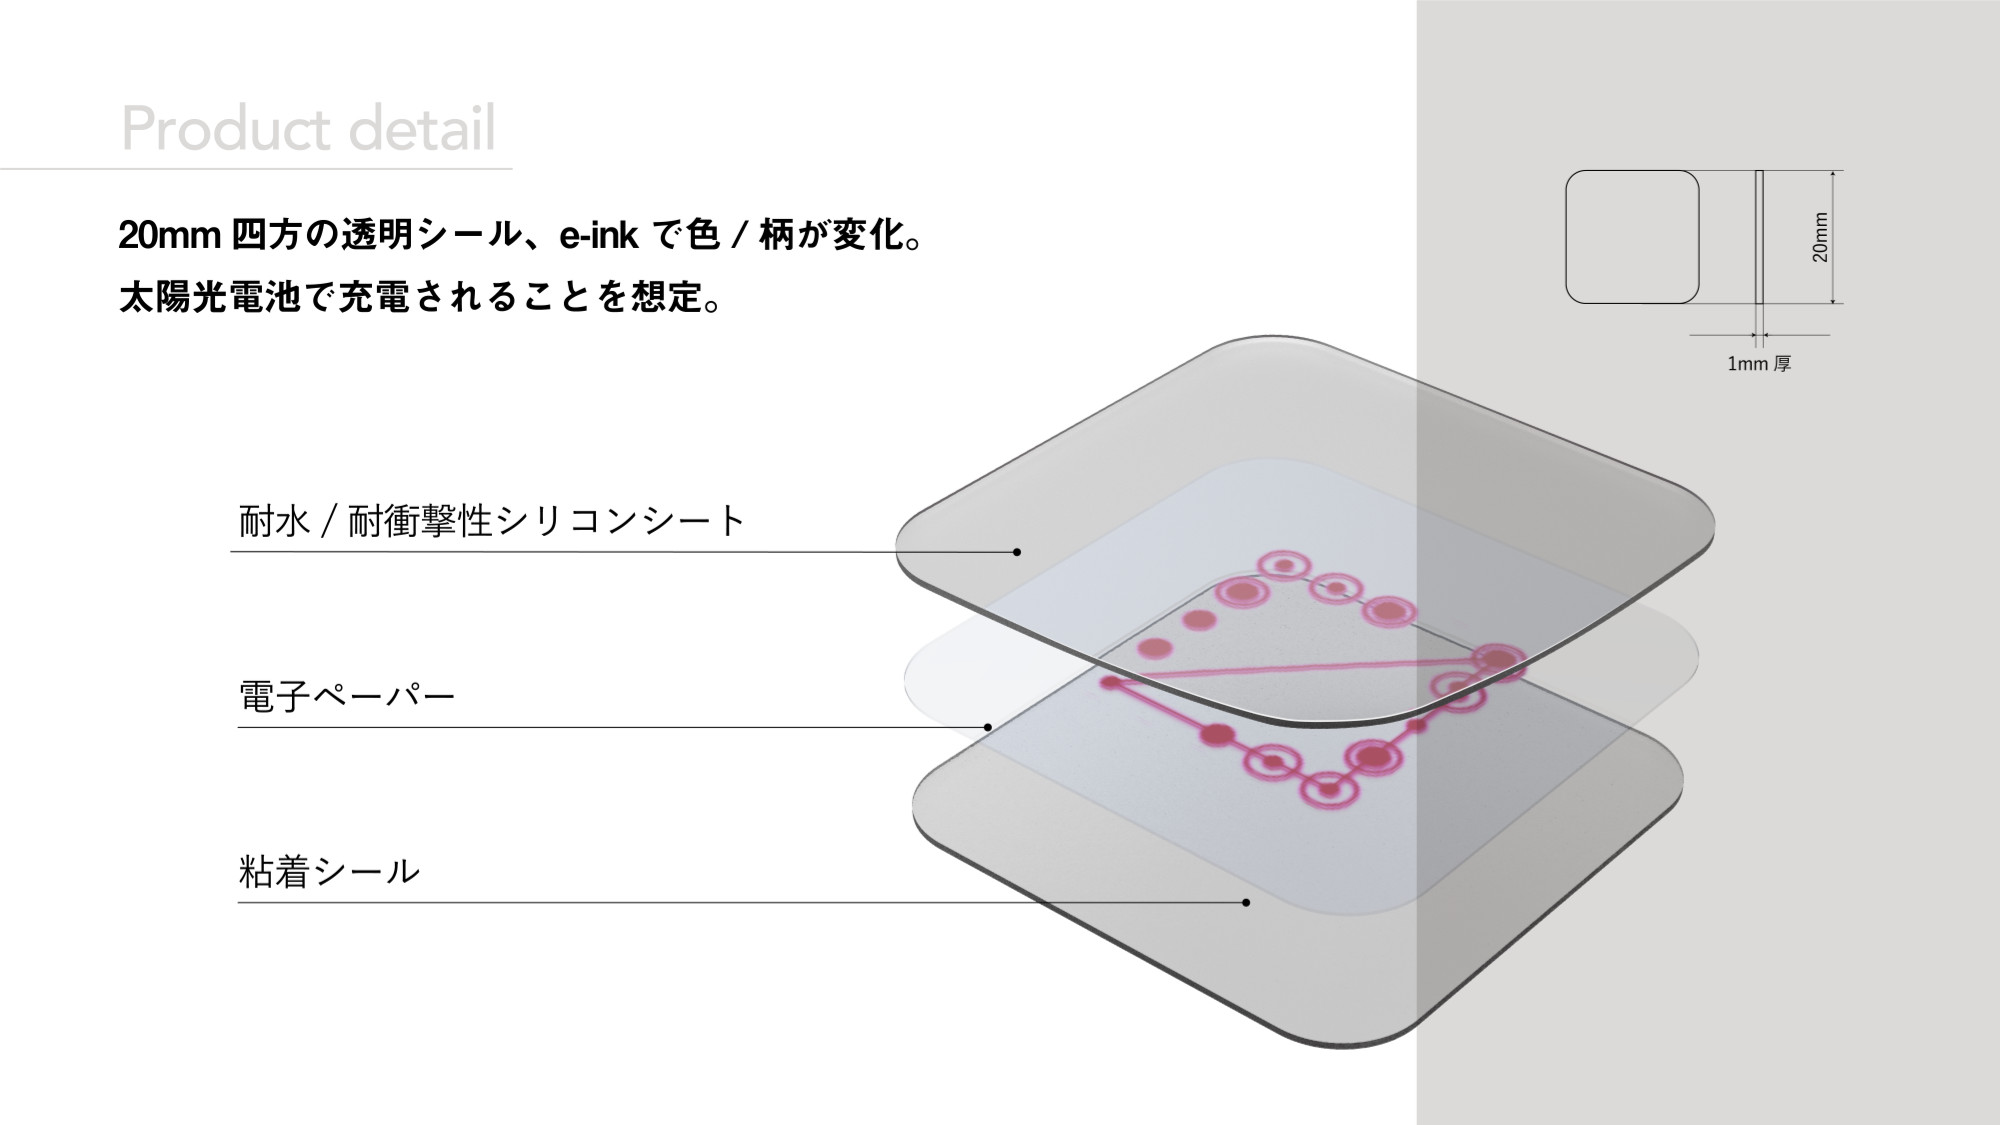 Product detail
20mm 四方の透明シール、e-ink で色 / 柄が変化。
太陽光電池で充電されることを想定。
20mm
1mm 厚
耐水 / 耐衝撃性シリコンシート
電子ペーパー
粘着シール